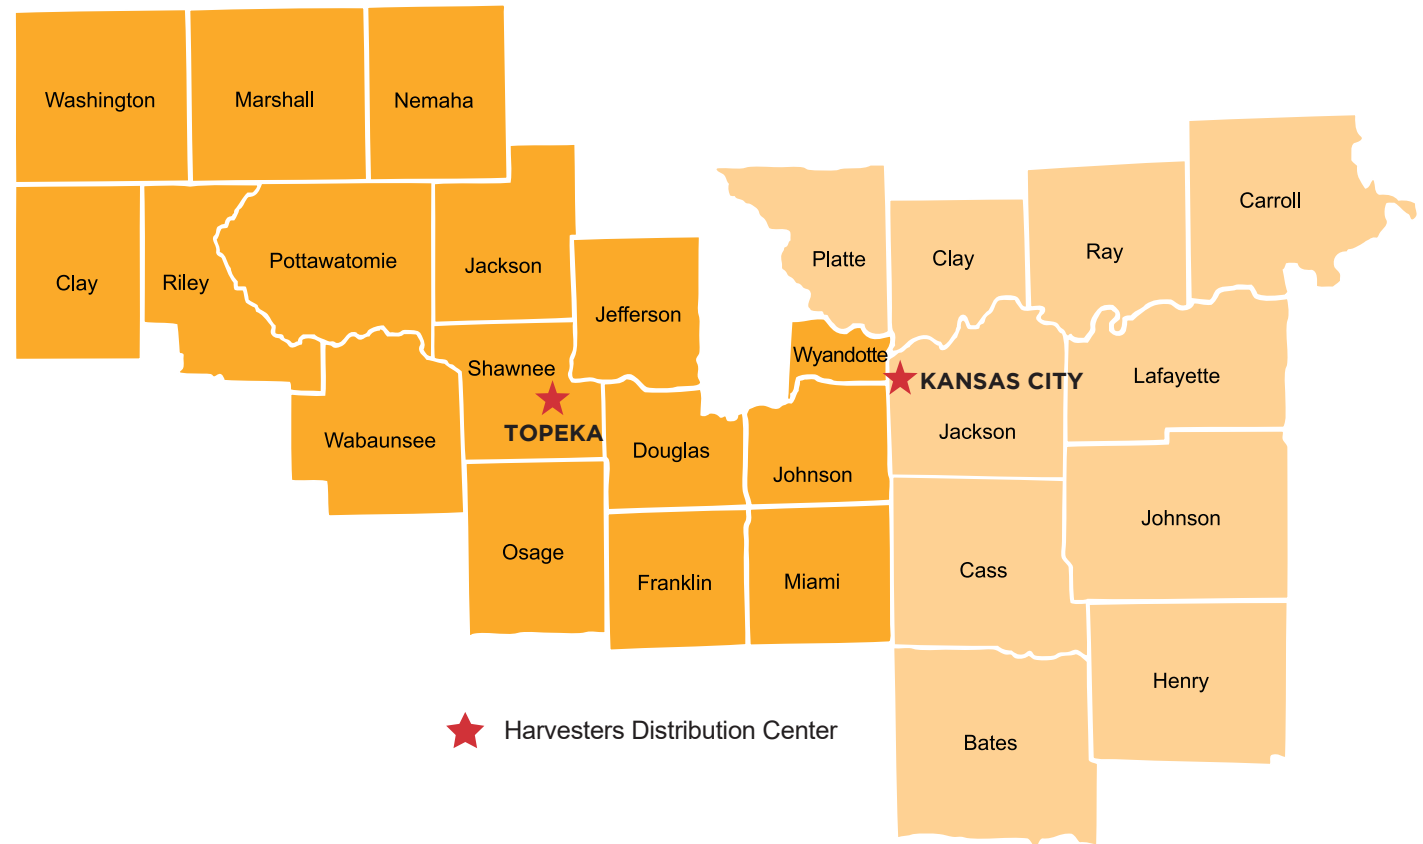 Washington
Marshall
Nemaha
Carroll
Clay
Riley
Pottawatomie
Jackson
Jefferson
Platte
Clay
Ray
Shawnee
Wyandotte
KANSAS CITY
Lafayette
TOPEKA
Wabaunsee
Douglas
Johnson
Jackson
Johnson
Osage
Franklin
Miami
Cass
Henry
Bates
Harvesters Distribution Center